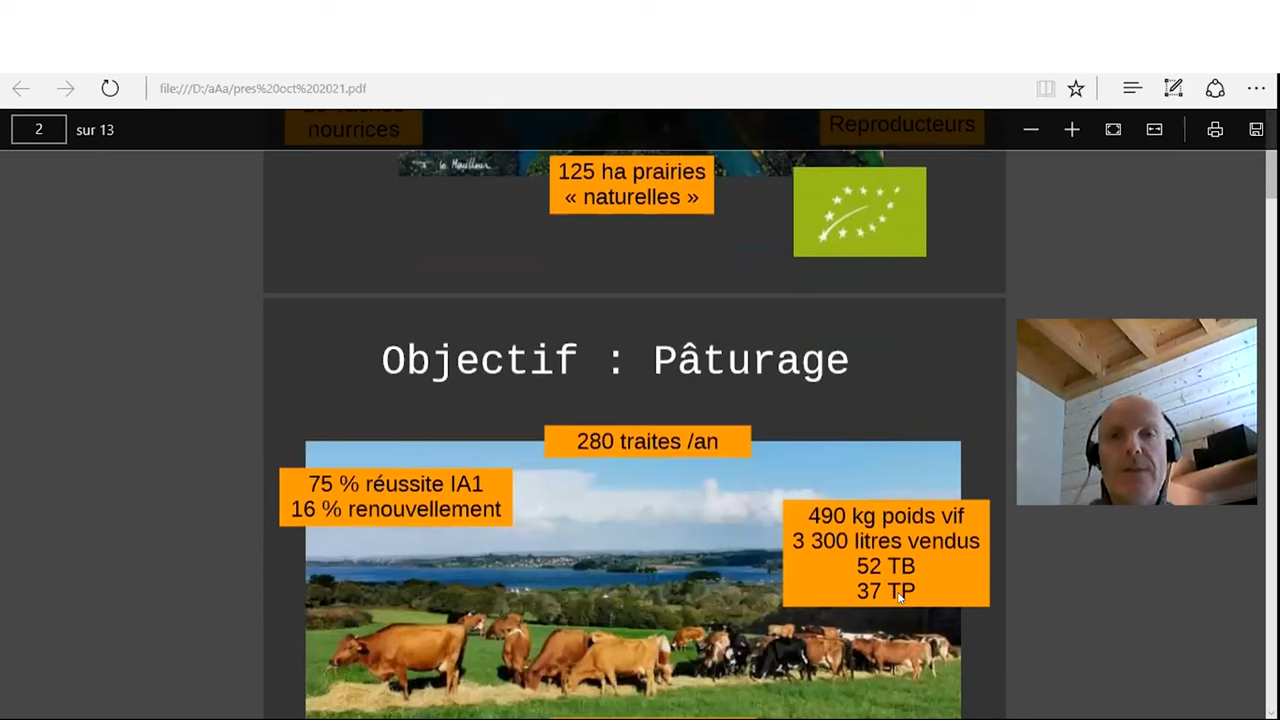 file:///D:/aAa/pres%20oct%202021.pdf
2
sur 13
nourrices
Reproducteurs
125 ha prairies
« naturelles »
Objectif : Pâturage
280 traites /an
75 % réussite IA1
16 % renouvellement
490 kg poids vif
3 300 litres vendus
52 TB
37 TP